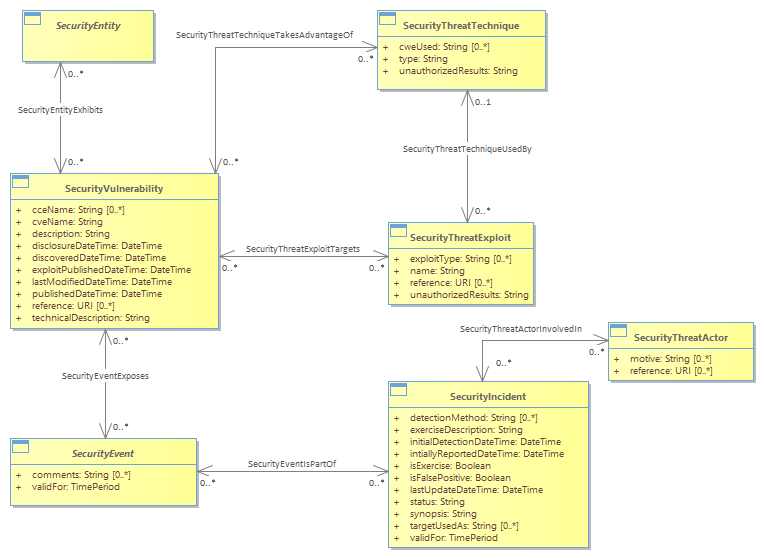 SecurityEntity
0..*
SecurityEntityExhibits
0..*
SecurityThreatTechniqueTakesAdvantageOf
0..*
0..*
SecurityThreatTechnique
+ cweUsed: String [0..*]
+ type: String
+ unauthorizedResults: String
0..1
SecurityThreatTechniqueUsedBy
0..*
SecurityVulnerability
+ cceName: String [0..*]
+ cveName: String
+ description: String
+ disclosureDateTime: DateTime
+ discoveredDateTime: DateTime
+ exploitPublishedDateTime: DateTime
+ lastModifiedDateTime: DateTime
+ publishedDateTime: DateTime
+ reference: URI [0..*]
+ technicalDescription: String
SecurityThreatExploitTargets
0..*
0..*
SecurityThreatExploit
+ exploitType: String [0..*]
+ name: String
+ reference: URI [0..*]
+ unauthorizedResults: String
SecurityThreatActorInvolvedIn
0..*
0..*
SecurityThreatActor
+ motive: String [0..*]
+ reference: URI [0..*]
0..*
SecurityEventExposes
0..*
SecurityEvent
+ comments: String [0..*]
+ validFor: TimePeriod
SecurityEventIsPartOf
0..*
0..*
SecurityIncident
+ detectionMethod: String [0..*]
+ exerciseDescription: String
+ initialDetectionDateTime: DateTime
+ intiallyReportedDateTime: DateTime
+ isExercise: Boolean
+ isFalsePositive: Boolean
+ lastUpdateDateTime: DateTime
+ status: String
+ synopsis: String
+ targetUsedAs: String [0..*]
+ validFor: TimePeriod